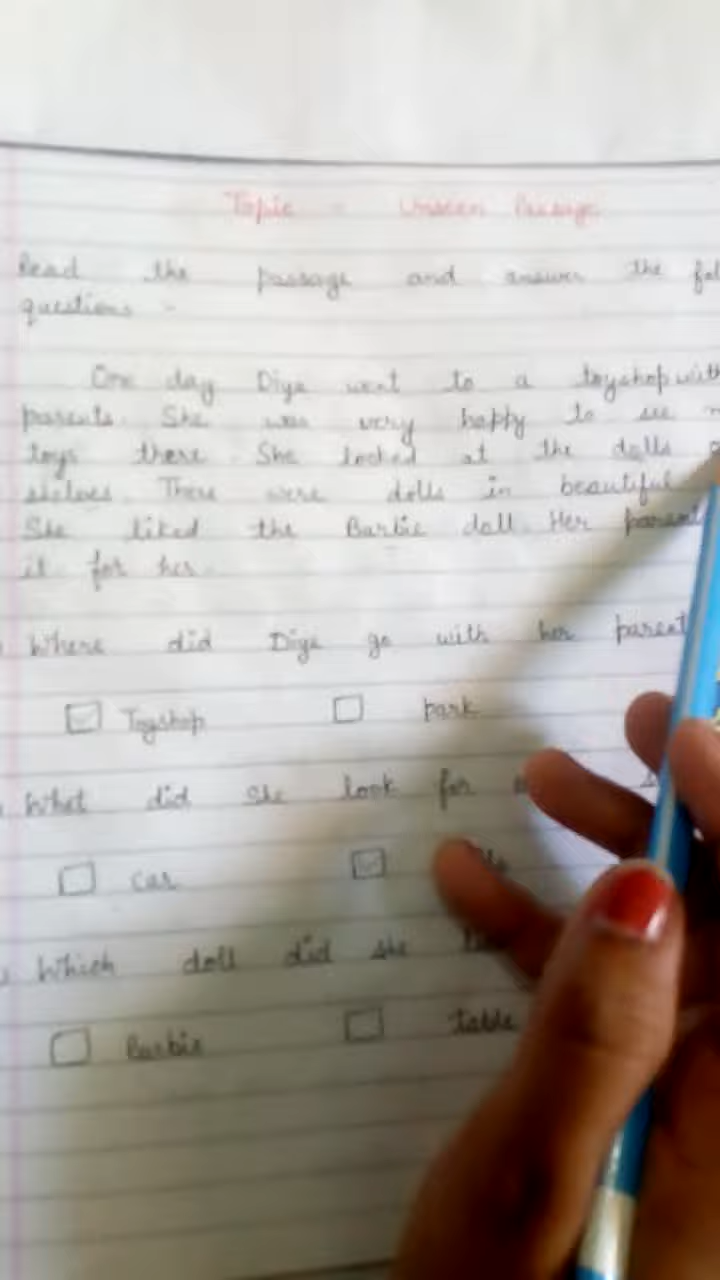 Topic - Unseen Passage
Read the passage and answer the
questions -
One day Diya went to a toyshop with
parents. She was very happy to see
toys there. She looked at the dolls
shelves. There were dolls in beautiful
She liked the Barbie doll. Her parent
it for her.
Where did Diya go with her parent
Toyshop park
What did she look for
car
Which doll did she
Barbie table